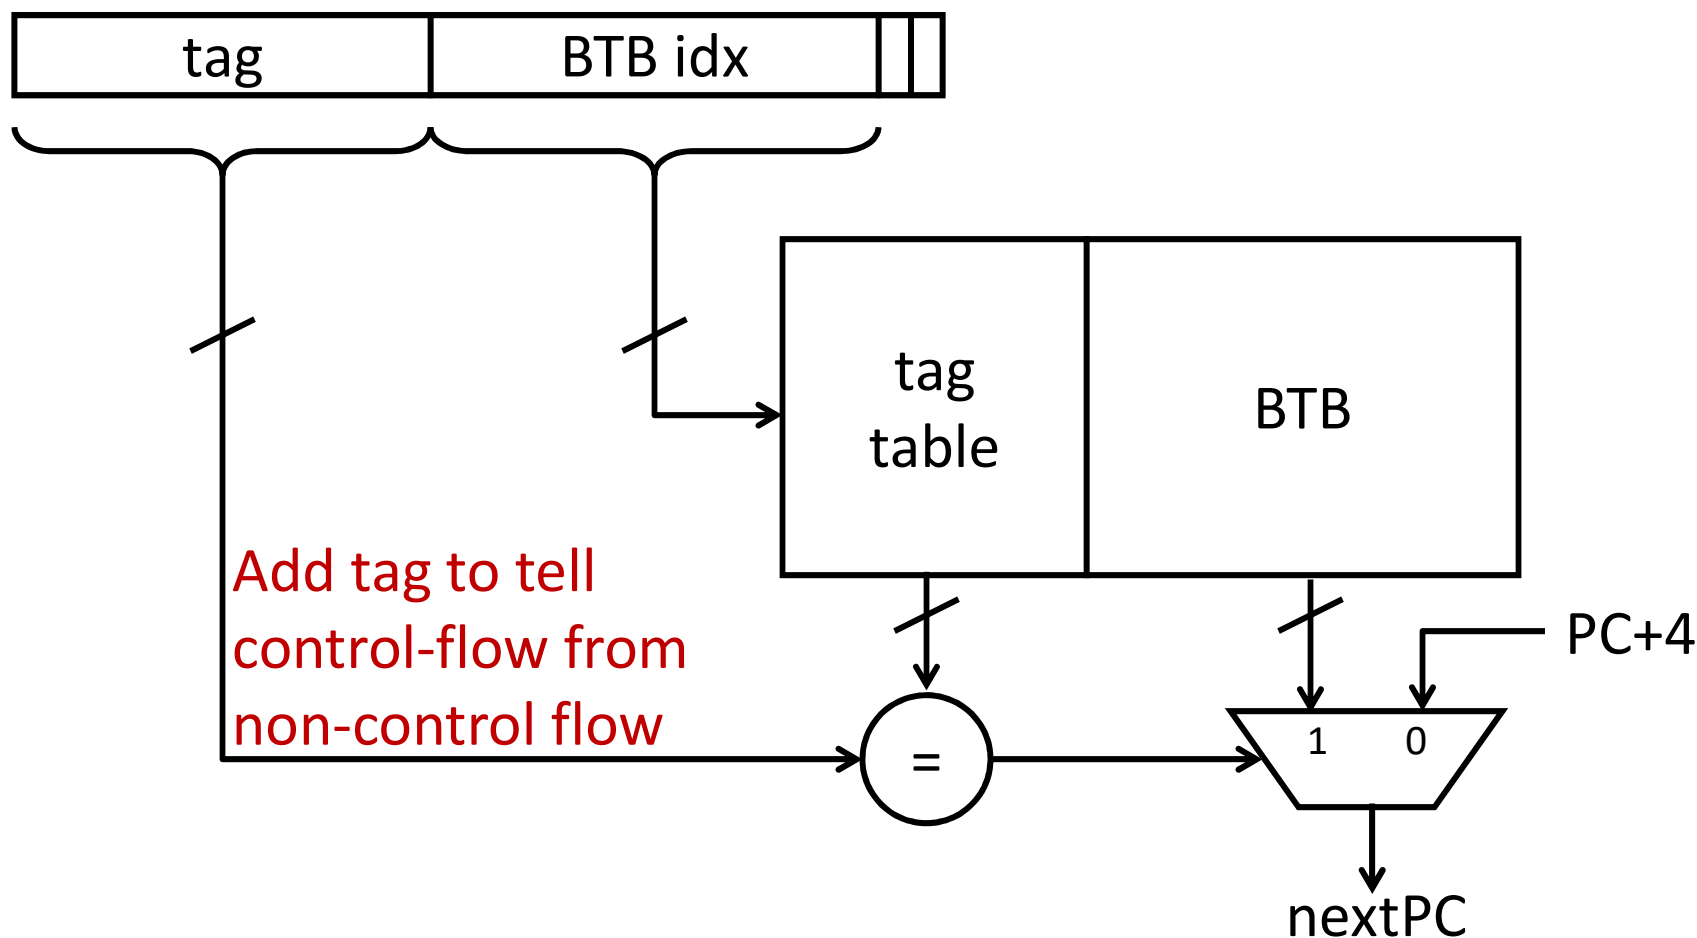 tag
BTB idx
tag
table
BTB
Add tag to tell
control-flow from
non-control flow
PC+4
1
0
=
nextPC